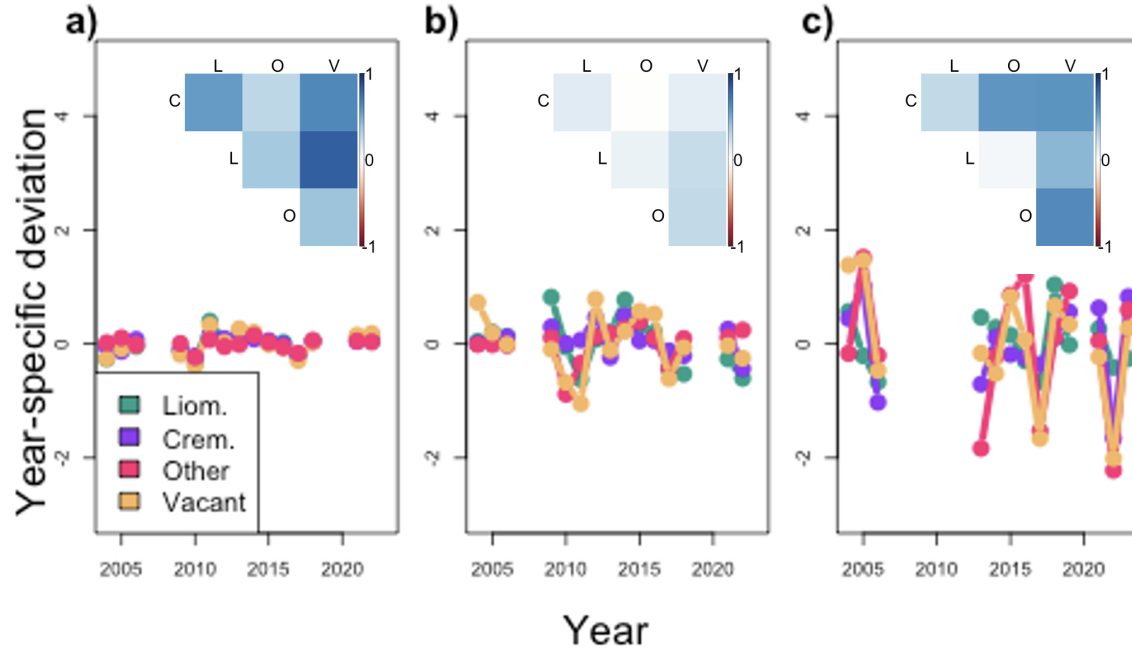 a) b) c)
L O V L O V L O V
C 1 C 1 C 1
L 0 L 0 L 0
O O O
-1 -1 -1
Year-specific deviation
4 4 4
2 2 2
0 0 0
-2 -2 -2
Liom.
Crem.
Other
Vacant
2005 2010 2015 2020 2005 2010 2015 2020 2005 2010 2015 2020
Year